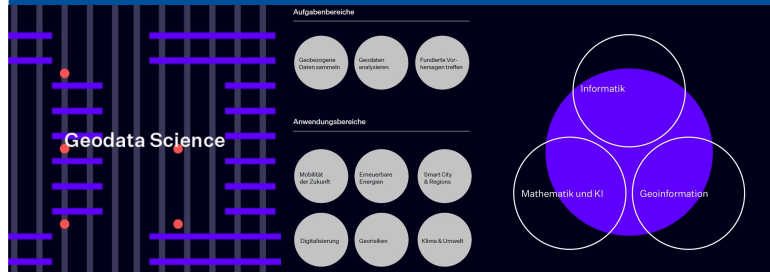 Geodata Science
Aufgabenbereiche
Geobezogene
Daten sammeln
Geodaten
analysieren
Fundierte Vor-
hersagen treffen
Anwendungsbereiche
Mobilität
der Zukunft
Erneuerbare
Energien
Smart City
& Regions
Digitalisierung
Georisiken
Klima & Umwelt
Informatik
Mathematik und KI
Geoinformation